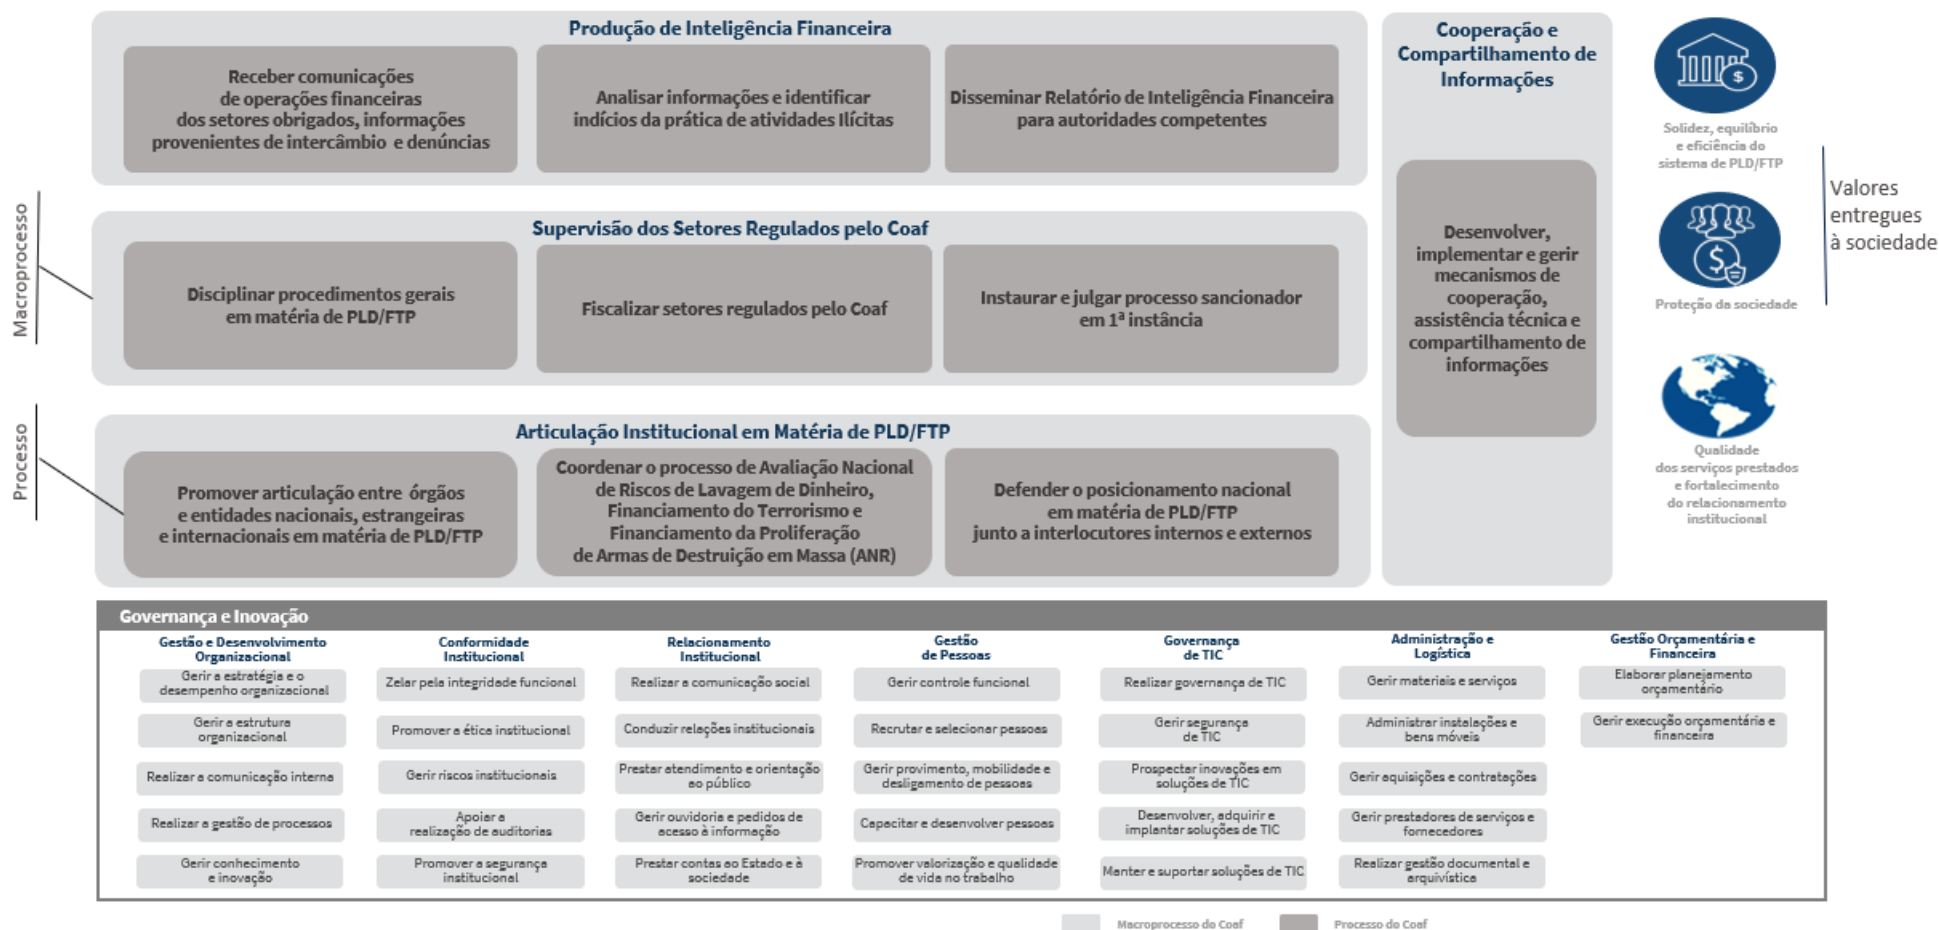 Produção de Inteligência Financeira
Receber comunicações
de operações financeiras
dos setores obrigados, informações
provenientes de intercâmbio e denúncias
Analisar informações e identificar
indícios da prática de atividades Ilícitas
Disseminar Relatório de Inteligência Financeira
para autoridades competentes
Supervisão dos Setores Regulados pelo Coaf
Disciplinar procedimentos gerais
em matéria de PLD/FTP
Fiscalizar setores regulados pelo Coaf
Instaurar e julgar processo sancionador
em 1ª instância
Articulação Institucional em Matéria de PLD/FTP
Promover articulação entre órgãos
e entidades nacionais, estrangeiras
e internacionais em matéria de PLD/FTP
Coordenar o processo de Avaliação Nacional
de Riscos de Lavagem de Dinheiro,
Financiamento do Terrorismo e
Financiamento da Proliferação
de Armas de Destruição em Massa (ANR)
Defender o posicionamento nacional
em matéria de PLD/FTP
junto a interlocutores internos e externos
Cooperação e
Compartilhamento de
Informações
Desenvolver,
implementar e gerir
mecanismos de
cooperação,
assistência técnica e
compartilhamento de
informações
Solidez, equilíbrio
e eficiência do
sistema de PLD/FTP
Proteção da sociedade
Qualidade
dos serviços prestados
e fortalecimento
do relacionamento
institucional
Valores
entregues
à sociedade
Macroprocesso
Processo
Governança e Inovação
Gestão e Desenvolvimento
Organizacional
Gerir a estratégia e o
desempenho organizacional
Gerir a estrutura
organizacional
Realizar a comunicação interna
Realizar a gestão de processos
Gerir conhecimento
e inovação
Conformidade
Institucional
Zelar pela integridade funcional
Promover a ética institucional
Gerir riscos institucionais
Apoiar a
realização de auditorias
Promover a segurança
institucional
Relacionamento
Institucional
Realizar a comunicação social
Conduzir relações institucionais
Prestar atendimento e orientação
ao público
Gerir ouvidoria e pedidos de
acesso à informação
Prestar contas ao Estado e à
sociedade
Gestão
de Pessoas
Gerir controle funcional
Recrutar e selecionar pessoas
Gerir provimento, mobilidade e
desligamento de pessoas
Capacitar e desenvolver pessoas
Promover valorização e qualidade
de vida no trabalho
Governança
de TIC
Realizar governança de TIC
Gerir segurança
de TIC
Prospectar inovações em
soluções de TIC
Desenvolver, adquirir e
implantar soluções de TIC
Manter e suportar soluções de TIC
Administração e
Logística
Gerir materiais e serviços
Administrar instalações e
bens móveis
Gerir aquisições e contratações
Gerir prestadores de serviços e
fornecedores
Realizar gestão documental e
arquivística
Gestão Orçamentária e
Financeira
Elaborar planejamento
orçamentário
Gerir execução orçamentária e
financeira
Macroprocesso do Coaf
Processo do Coaf